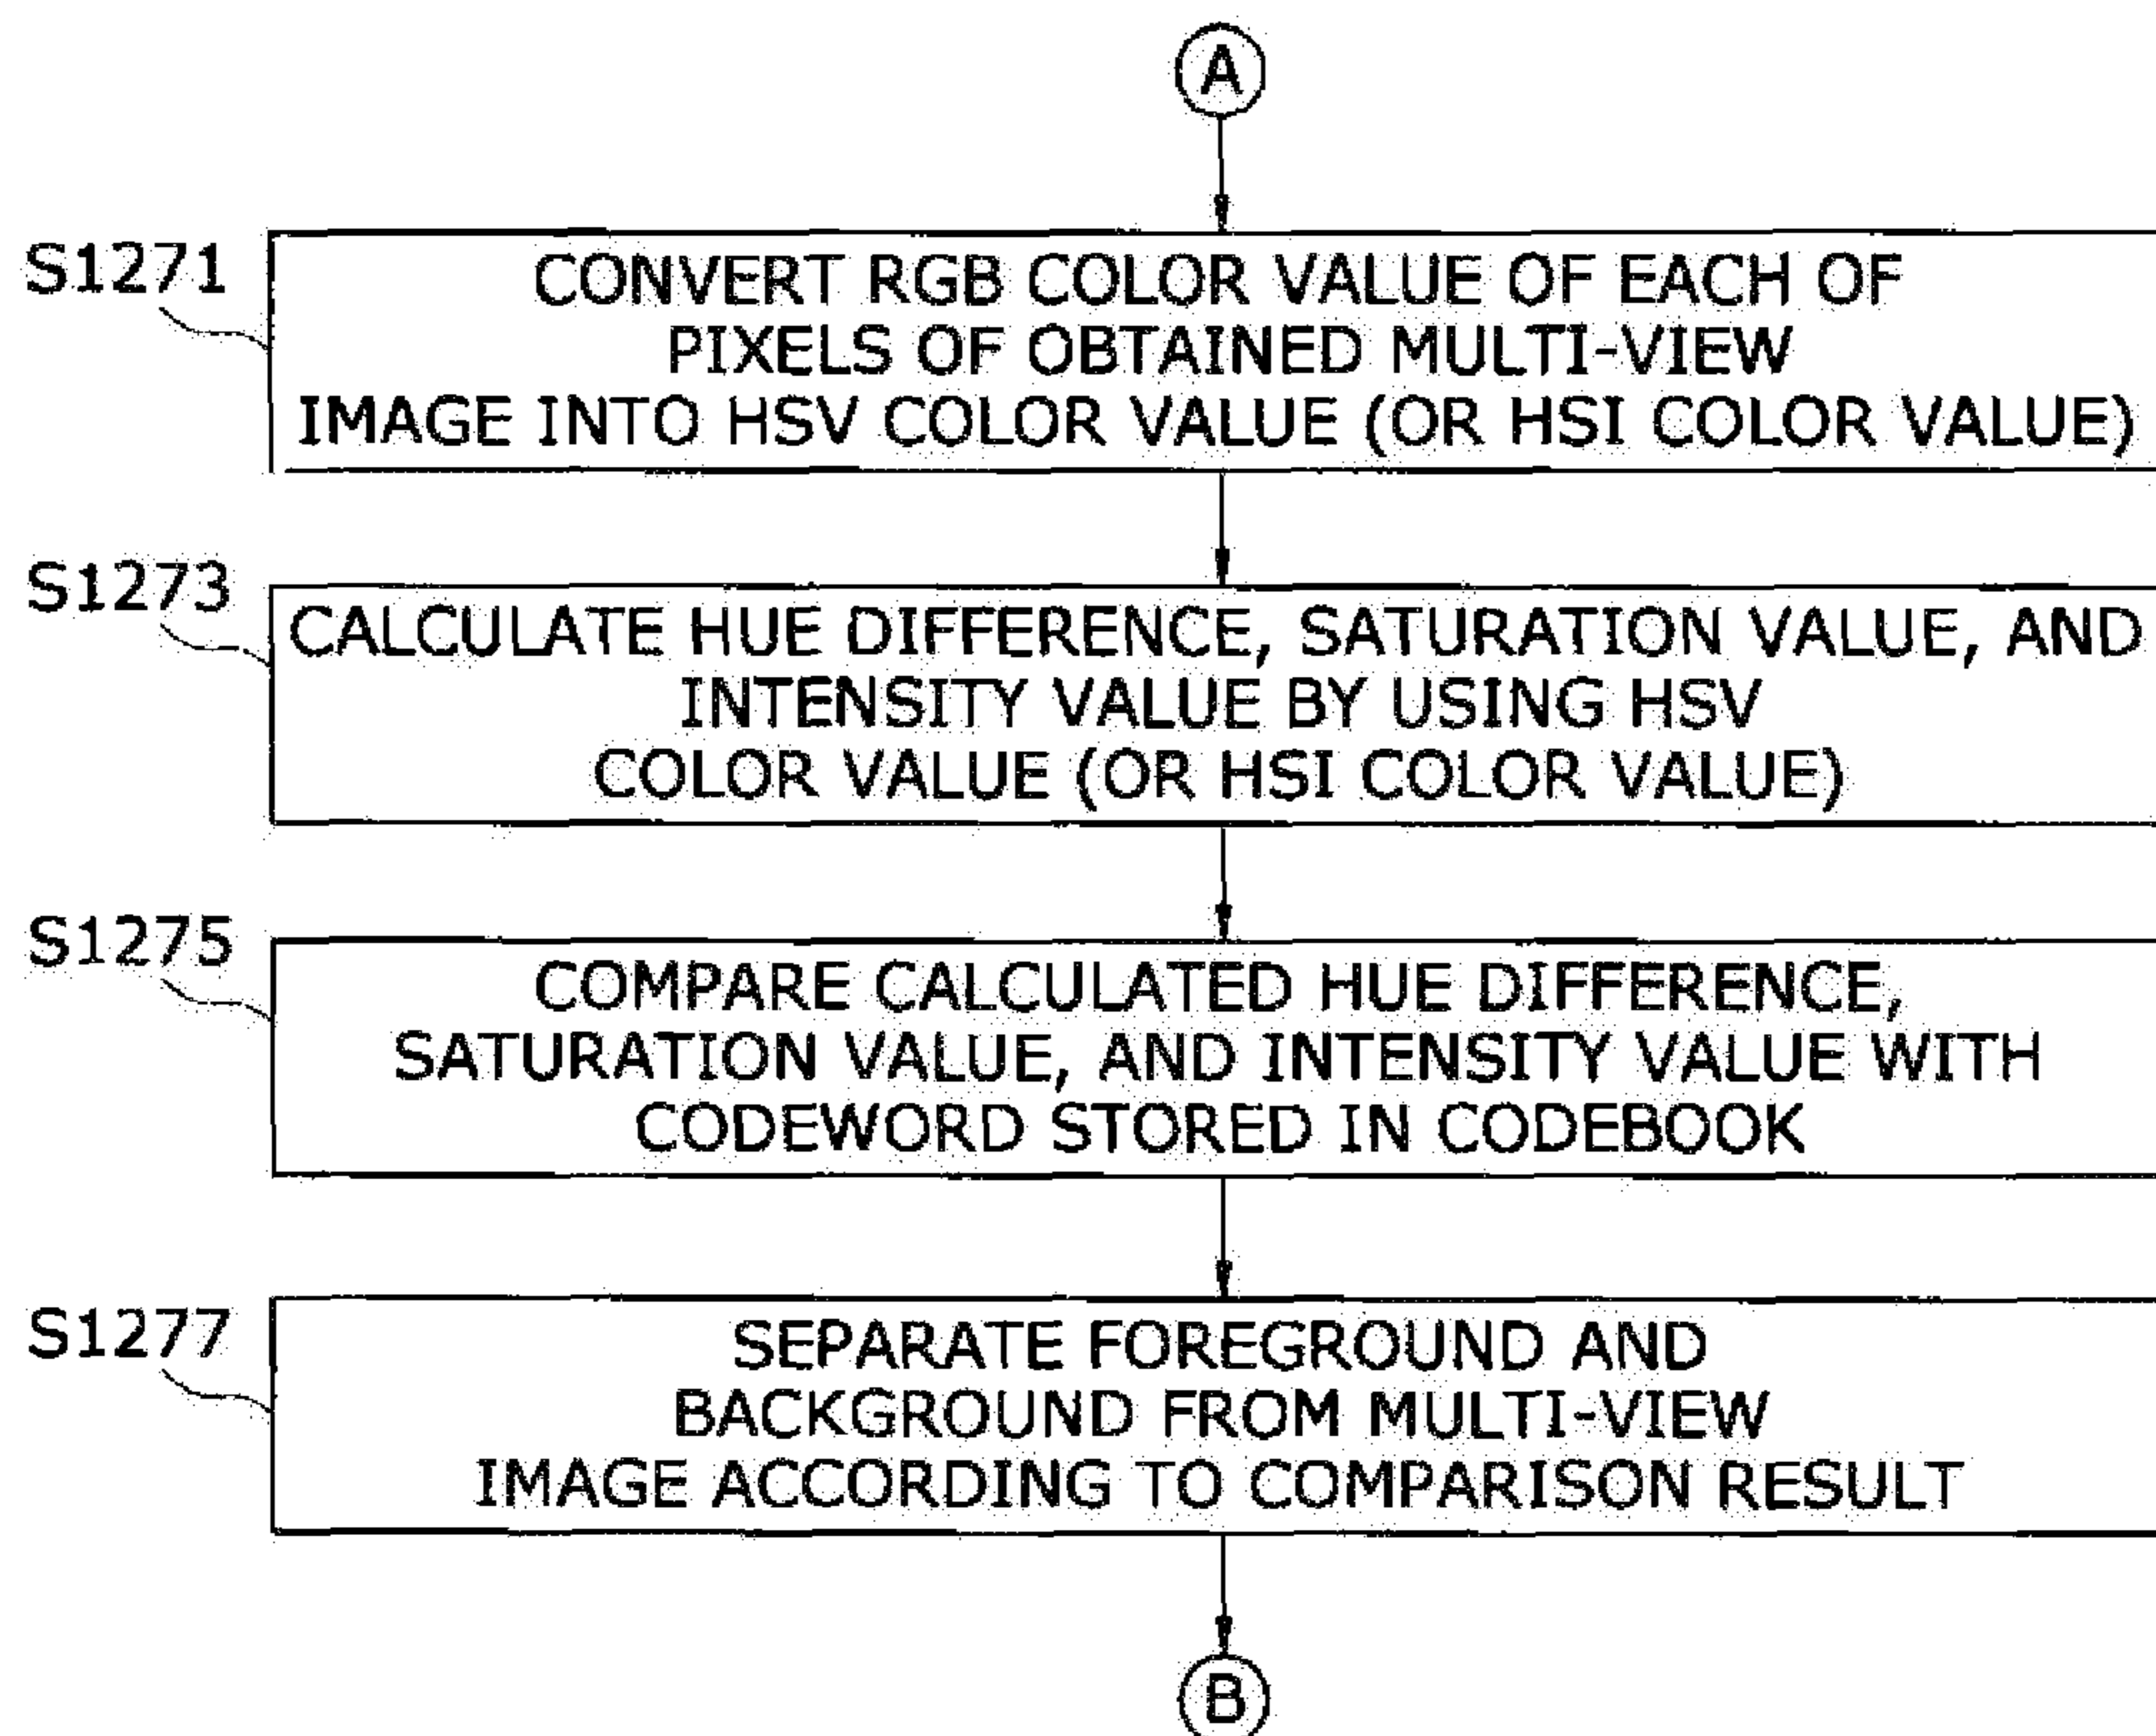 A
S1271
CONVERT RGB COLOR VALUE OF EACH OF
PIXELS OF OBTAINED MULTI-VIEW
IMAGE INTO HSV COLOR VALUE (OR HSI COLOR VALUE)
S1273
CALCULATE HUE DIFFERENCE, SATURATION VALUE, AND
INTENSITY VALUE BY USING HSV
COLOR VALUE (OR HSI COLOR VALUE)
S1275
COMPARE CALCULATED HUE DIFFERENCE,
SATURATION VALUE, AND INTENSITY VALUE WITH
CODEWORD STORED IN CODEBOOK
S1277
SEPARATE FOREGROUND AND
BACKGROUND FROM MULTI-VIEW
IMAGE ACCORDING TO COMPARISON RESULT
B